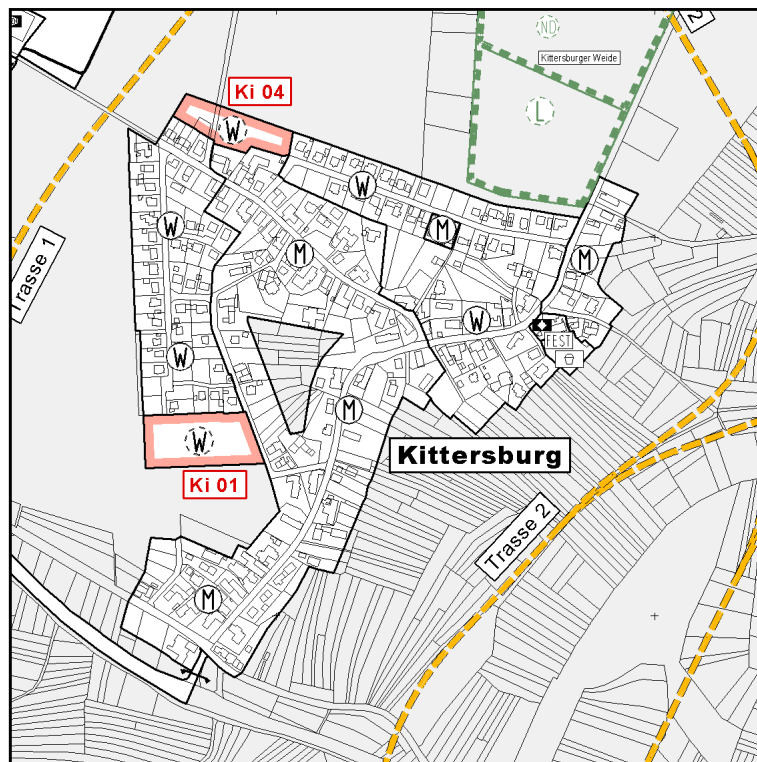 2
ND
Kittersburger Weide
Ki 04
L
W
W
M
W
M
M
Trasse 1
W
FEST
W
M
W
Kittersburg
Ki 01
Trasse 2
M